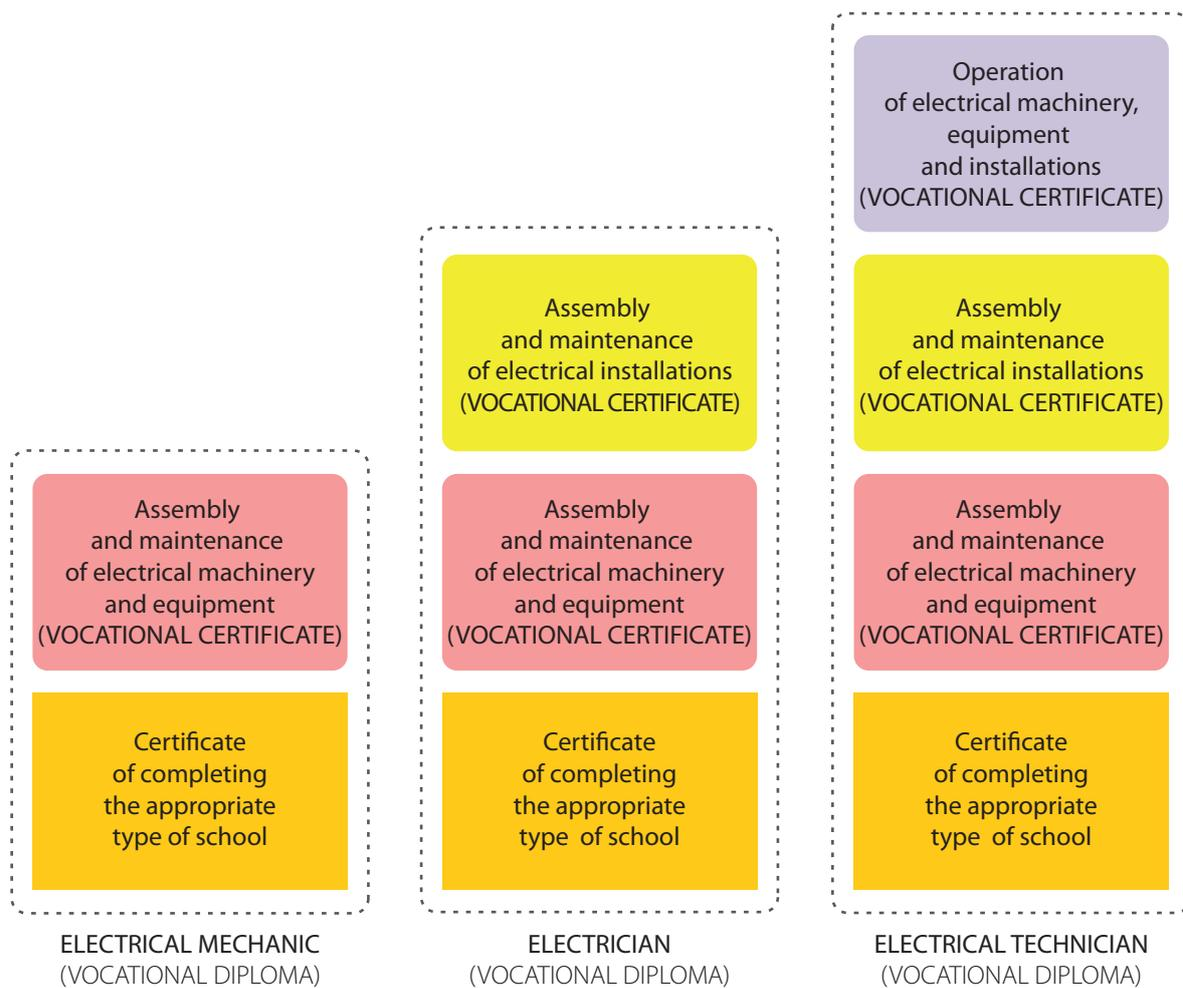 Operation
of electrical machinery,
equipment
and installations
(VOCATIONAL CERTIFICATE)
Assembly
and maintenance
of electrical installations
(VOCATIONAL CERTIFICATE)
Assembly
and maintenance
of electrical installations
(VOCATIONAL CERTIFICATE)
Assembly
and maintenance
of electrical machinery
and equipment
(VOCATIONAL CERTIFICATE)
Assembly
and maintenance
of electrical machinery
and equipment
(VOCATIONAL CERTIFICATE)
Assembly
and maintenance
of electrical machinery
and equipment
(VOCATIONAL CERTIFICATE)
Certificate
of completing
the appropriate
type of school
Certificate
of completing
the appropriate
type of school
Certificate
of completing
the appropriate
type of school
ELECTRICAL MECHANIC
(VOCATIONAL DIPLOMA)
ELECTRICIAN
(VOCATIONAL DIPLOMA)
ELECTRICAL TECHNICIAN
(VOCATIONAL DIPLOMA)